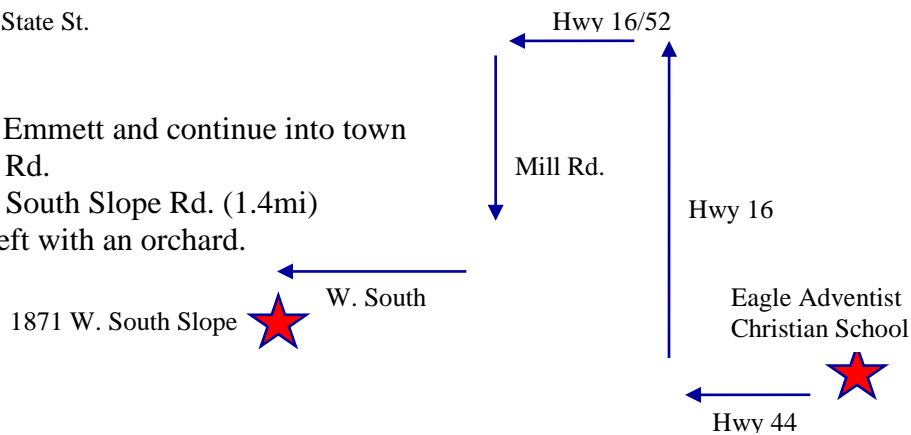 State St.
Hwy 16/52
Emmett and continue into town
Rd.
Mill Rd.
South Slope Rd. (1.4mi)
Hwy 16
eft with an orchard.
W. South
Eagle Adventist
Christian School
1871 W. South Slope
Hwy 44